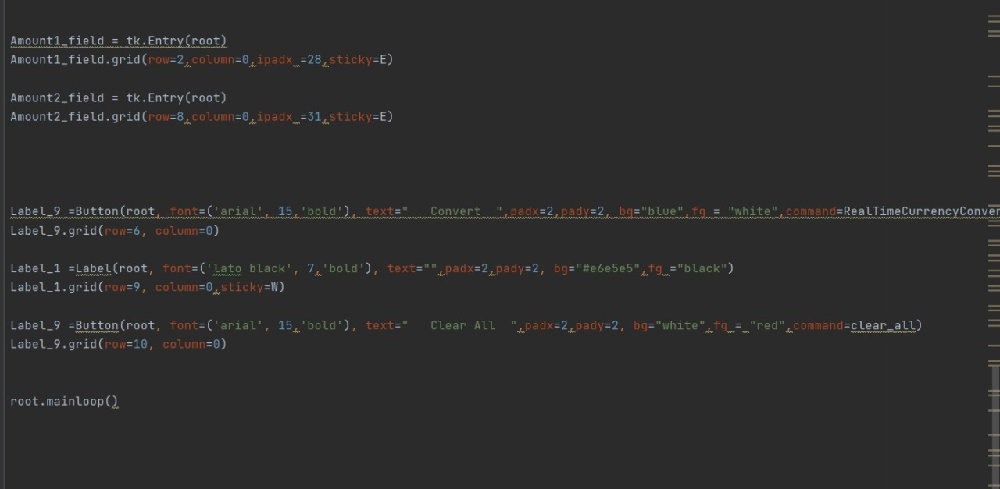 Amount1_field = tk.Entry(root)
Amount1_field.grid(row=2,column=0,ipadx =28,sticky=E)
Amount2_field = tk.Entry(root)
Amount2_field.grid(row=8,column=0,ipadx =31,sticky=E)
Label_9 =Button(root, font=('arial', 15,'bold'), text="   Convert  ",padx=2,pady=2, bg="blue",fg = "white",command=RealTimeCurrencyConver
Label_9.grid(row=6, column=0)
Label_1 =Label(root, font=('lato black', 7,'bold'), text="",padx=2,pady=2, bg="#e6e5e5",fg ="black")
Label_1.grid(row=9, column=0,sticky=W)
Label_9 =Button(root, font=('arial', 15,'bold'), text="   Clear All  ",padx=2,pady=2, bg="white",fg = "red",command=clear_all)
Label_9.grid(row=10, column=0)
root.mainloop()